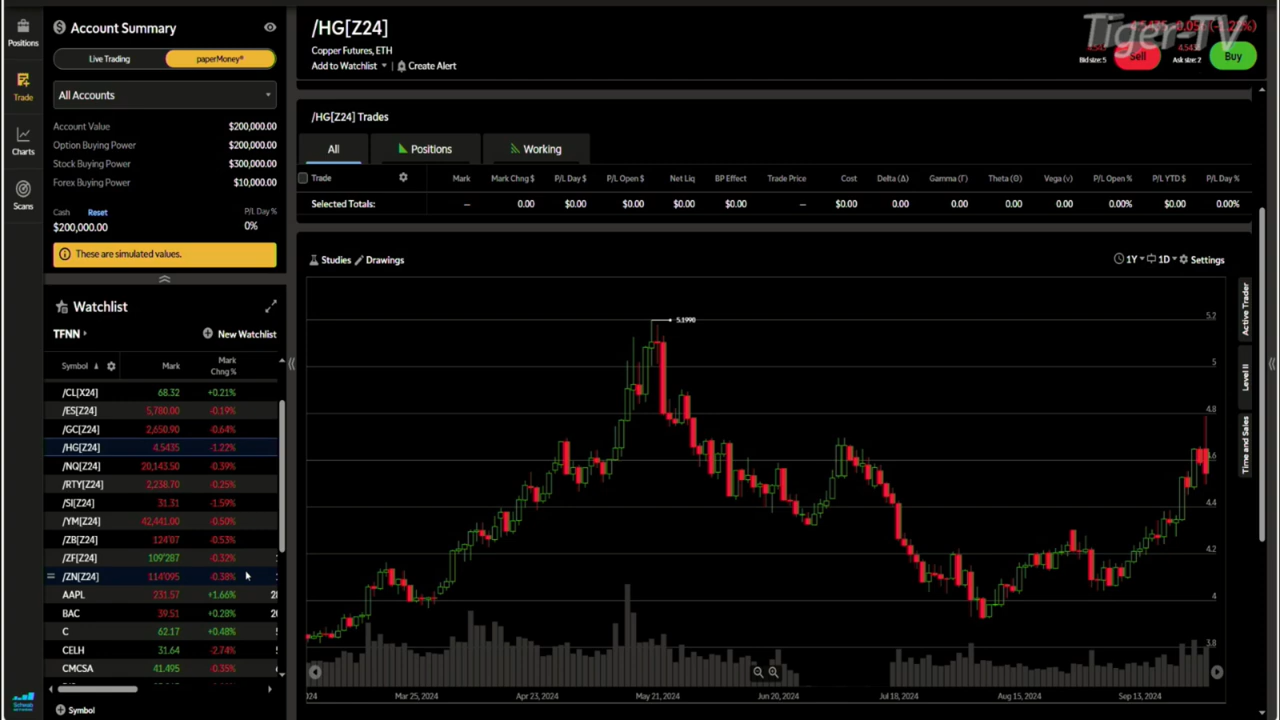 Positions
Trade
Charts
Scans
Account Summary
Live Trading
paperMoney®
All Accounts
Account Value $200,000.00
Option Buying Power $200,000.00
Stock Buying Power $300,000.00
Forex Buying Power $10,000.00
Cash Reset P/L Day %
$200,000.00 0%
These are simulated values.
Watchlist
TFNN New Watchlist
Symbol Mark Mark Chng %
/CL[X24] 68.32 +0.21%
/ES[Z24] 5,780.00 -0.19%
/GC[Z24] 2,650.90 -0.64%
/HG[Z24] 4.5435 -1.22%
/NQ[Z24] 20,143.50 -0.39%
/RTY[Z24] 2,238.70 -0.25%
/SI[Z24] 31.31 -1.59%
/YM[Z24] 42,441.00 -0.50%
/ZB[Z24] 124'07 -0.53%
/ZF[Z24] 109'287 -0.32%
/ZN[Z24] 114'095 -0.38%
AAPL 231.57 +1.66%
BAC 39.51 +0.28%
C 62.17 +0.48%
CELH 31.64 -2.74%
CMCSA 41.495 -0.35%
Symbol
/HG[Z24]
Copper Futures, ETH
Add to Watchlist Create Alert
Tiger-TV
Bid size: 5 Sell
Ask size: 2 Buy
/HG[Z24] Trades
All Positions Working
Trade Mark Mark Chng $ P/L Day $ P/L Open $ Net Liq BP Effect Trade Price Cost Delta (Δ) Gamma (Γ) Theta (Θ) Vega (ν) P/L Open % P/L YTD $ P/L Day %
Selected Totals: — 0.00 $0.00 $0.00 $0.00 $0.00 — $0.00 0.00 0.00 0.00 0.00 0.00% $0.00 0.00%
Studies Drawings 1Y 1D Settings
5.1990
5.2
5
4.8
4.4
4.2
4
3.8
Mar 25, 2024 Apr 23, 2024 May 21, 2024 Jun 20, 2024 Jul 18, 2024 Aug 15, 2024 Sep 13, 2024
Active Trader
Level II
Time and Sales